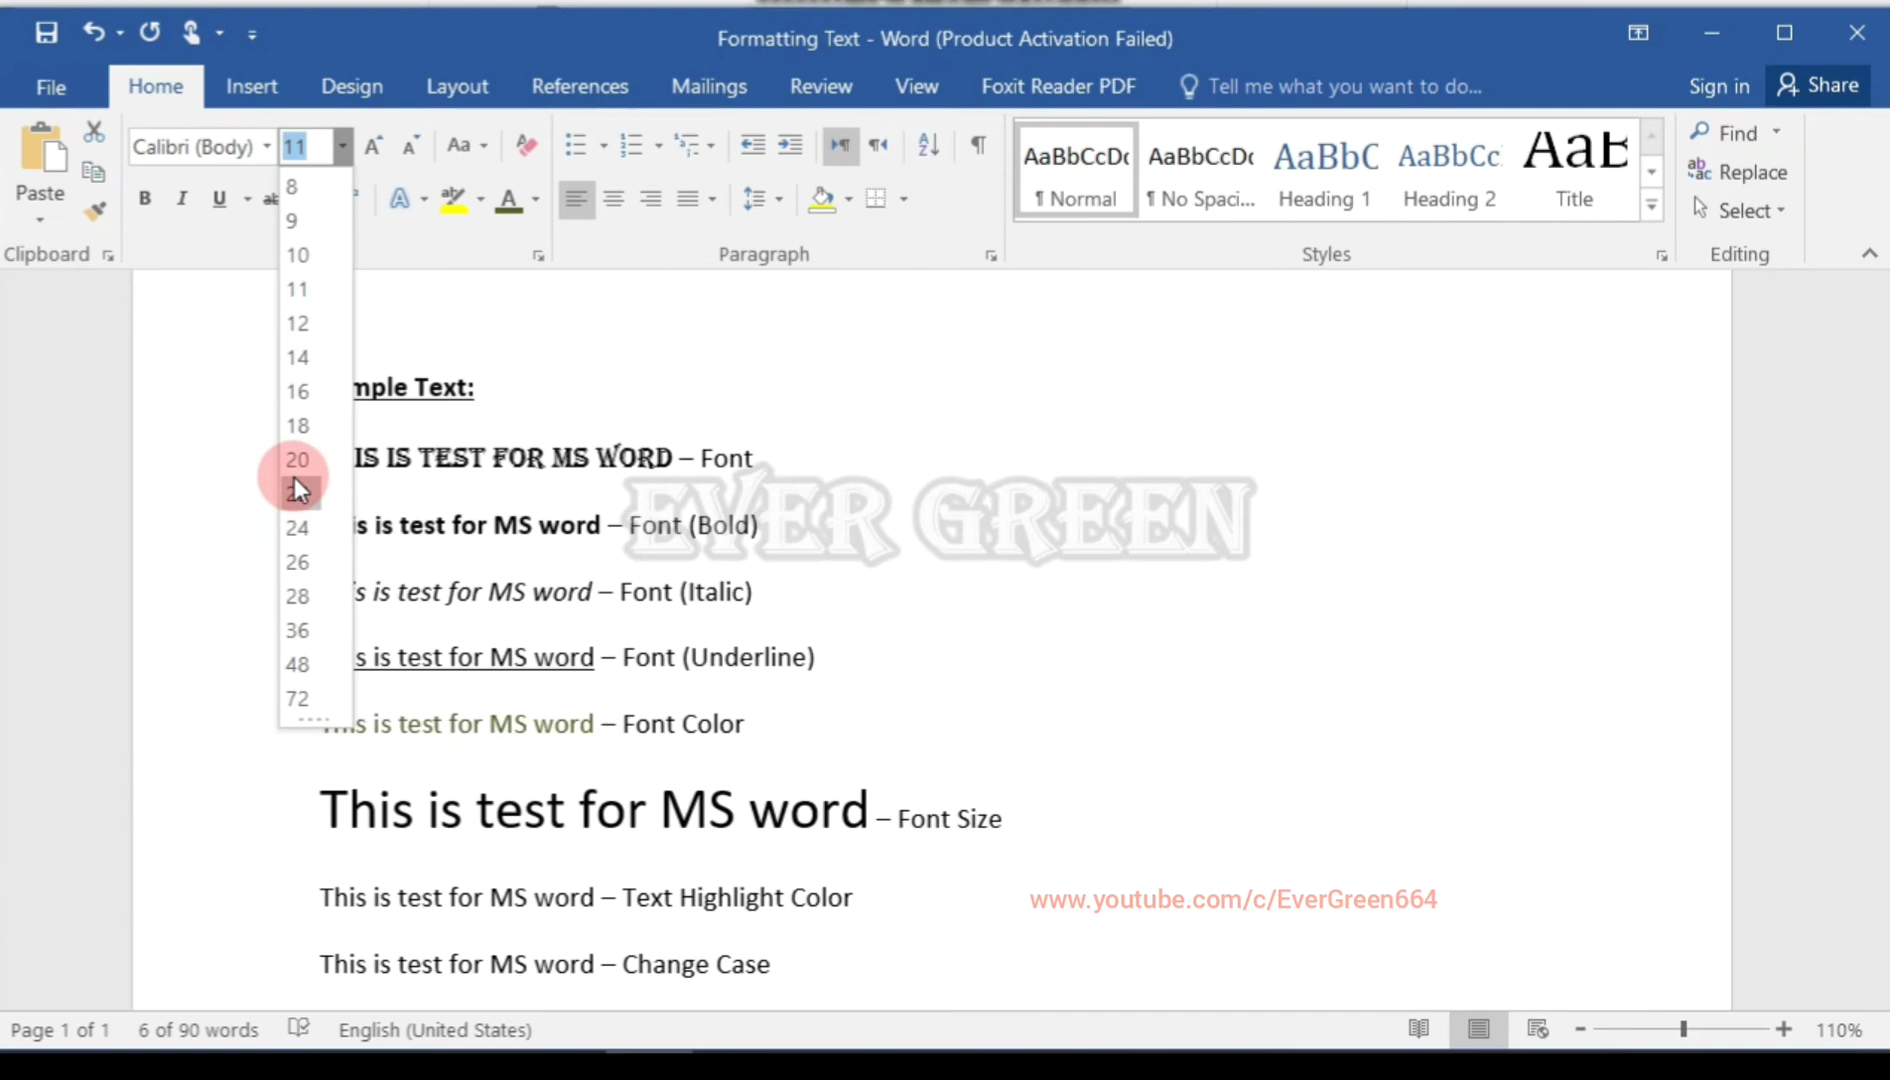 Formatting Text - Word (Product Activation Failed)
File Home Insert Design Layout References Mailings Review View Foxit Reader PDF Tell me what you want to do... Sign in Share
Paste
Calibri (Body) 11 Aa
B I U ab A A
AaBbCcDc AaBbCcDc AaBbC AaBbCc AaB
¶ Normal ¶ No Spaci... Heading 1 Heading 2 Title
Find
Replace
Select
Clipboard Paragraph Styles Editing
8
9
10
11
12
14
16
18
20
24
26
28
36
48
72
mple Text:
IS IS TEST FOR MS WORD – Font
EVER GREEN
is is test for MS word – Font (Bold)
is is test for MS word – Font (Italic)
s is test for MS word – Font (Underline)
This is test for MS word – Font Color
This is test for MS word – Font Size
This is test for MS word – Text Highlight Color
www.youtube.com/c/EverGreen664
This is test for MS word – Change Case
Page 1 of 1 6 of 90 words English (United States) 110%